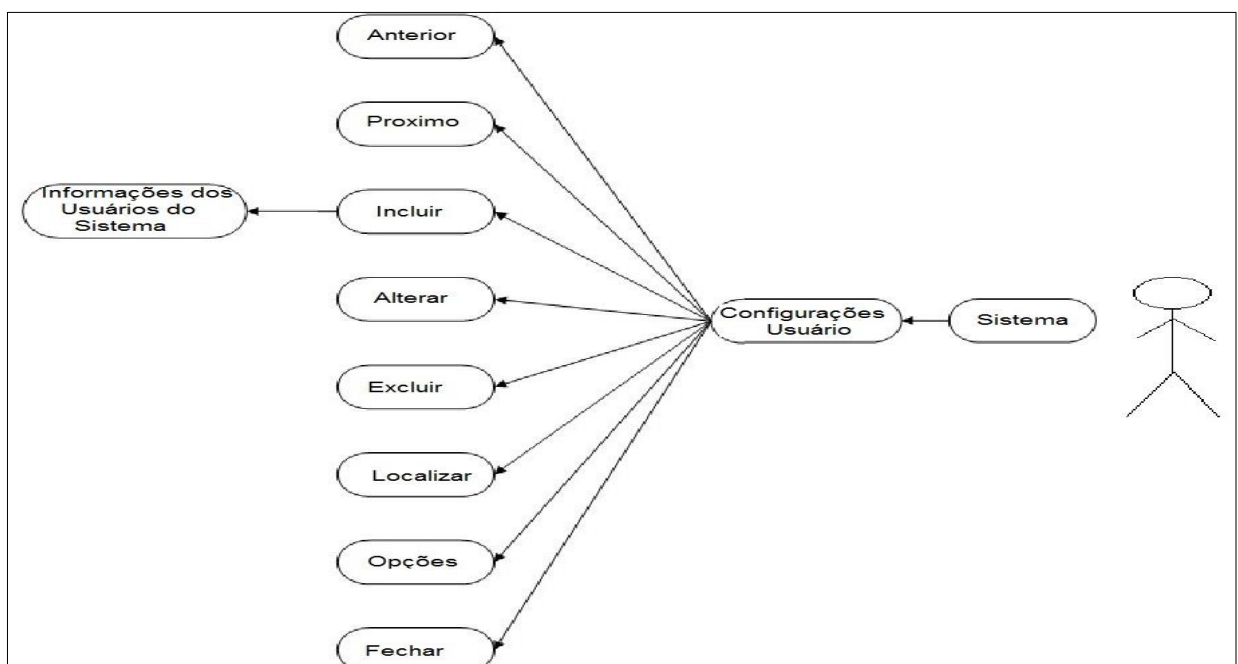 Anterior
Proximo
Informações dos
Usuários do
Sistema
Incluir
Alterar
Configurações
Usuário
Sistema
Excluir
Localizar
Opções
Fechar